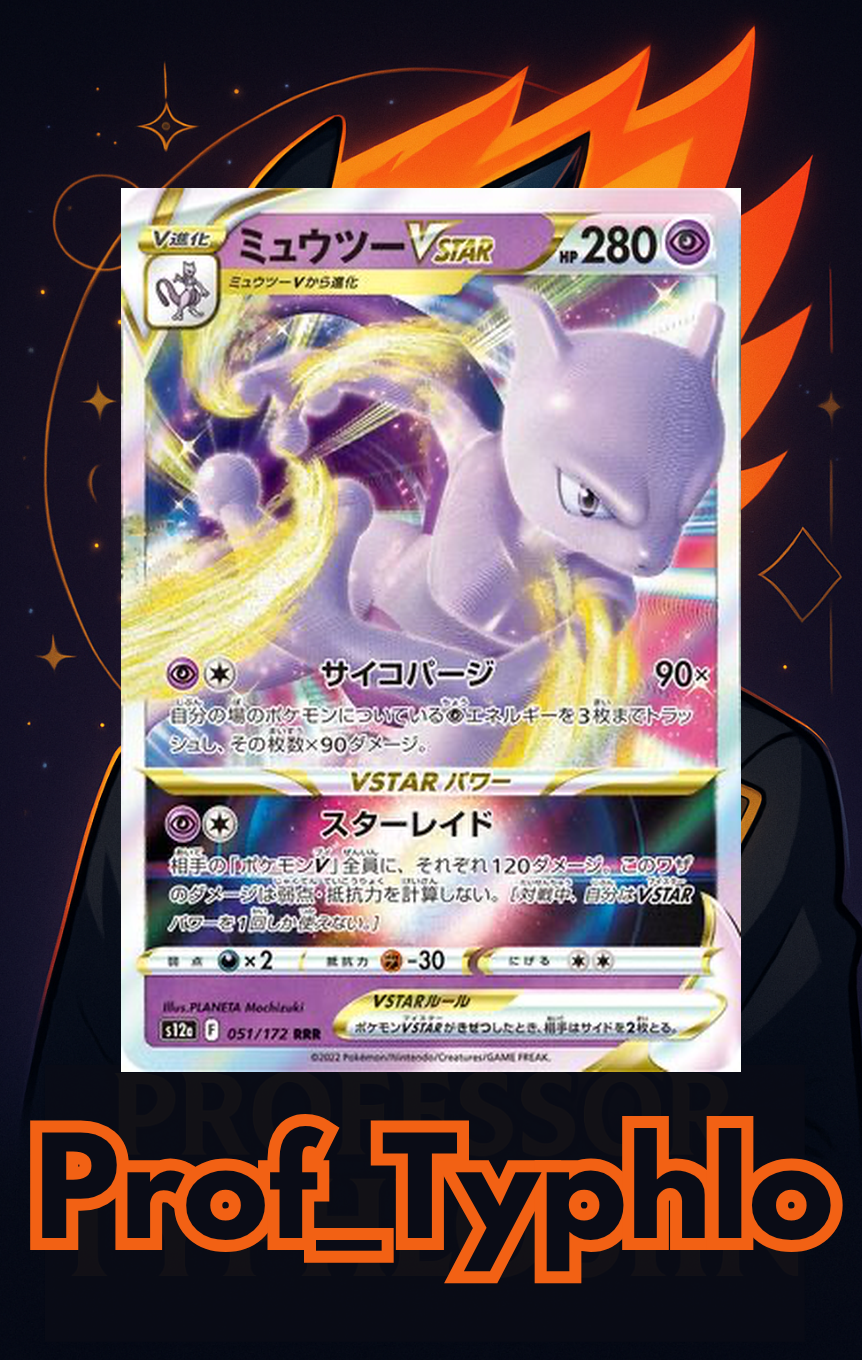 V進化
ミュウツーVSTAR
HP 280
ミュウツーVから進化
サイコパージ 90×
自分の場のポケモンについているエネルギーを3枚までトラッ
シュし、その枚数×90ダメージ。
VSTARパワー
スターレイド
相手の「ポケモンV」全員に、それぞれ120ダメージ。このワザ
のダメージは弱点・抵抗力を計算しない。[対戦中、自分はVSTAR
パワーを1回しか使えない。]
弱点 ×2 抵抗力 -30 にげる
Illus.PLANETA Mochizuki
VSTARルール
ポケモンVSTARがきぜつしたとき、相手はサイドを2枚とる。
s12a F 051/172 RRR
©2022 Pokémon/Nintendo/Creatures/GAME FREAK.
PROFESSOR
Prof_Typhlo